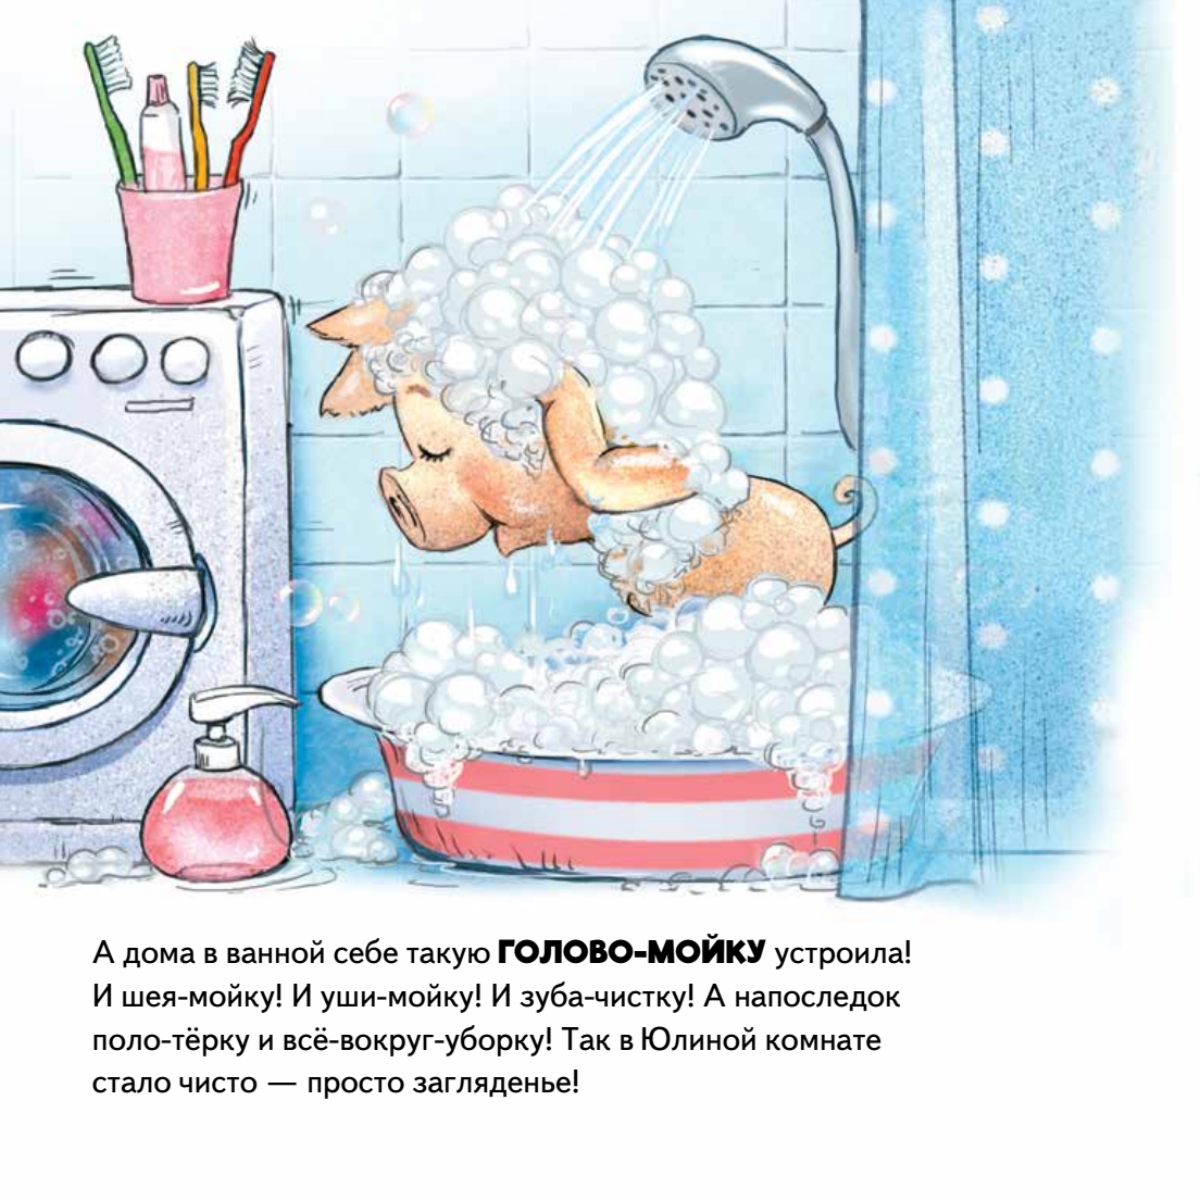 А дома в ванной себе такую ГОЛОВО-МОЙКУ устроила!
И шея-мойку! И уши-мойку! И зуба-чистку! А напоследок
поло-тёрку и всё-вокруг-уборку! Так в Юлиной комнате
стало чисто — просто загляденье!